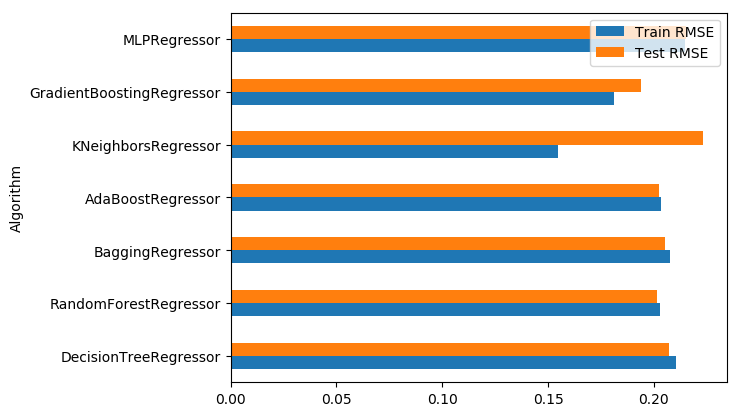 MLPRegressor
GradientBoostingRegressor
KNeighborsRegressor
AdaBoostRegressor
BaggingRegressor
RandomForestRegressor
DecisionTreeRegressor
Algorithm
Train RMSE
Test RMSE
0.00 0.05 0.10 0.15 0.20